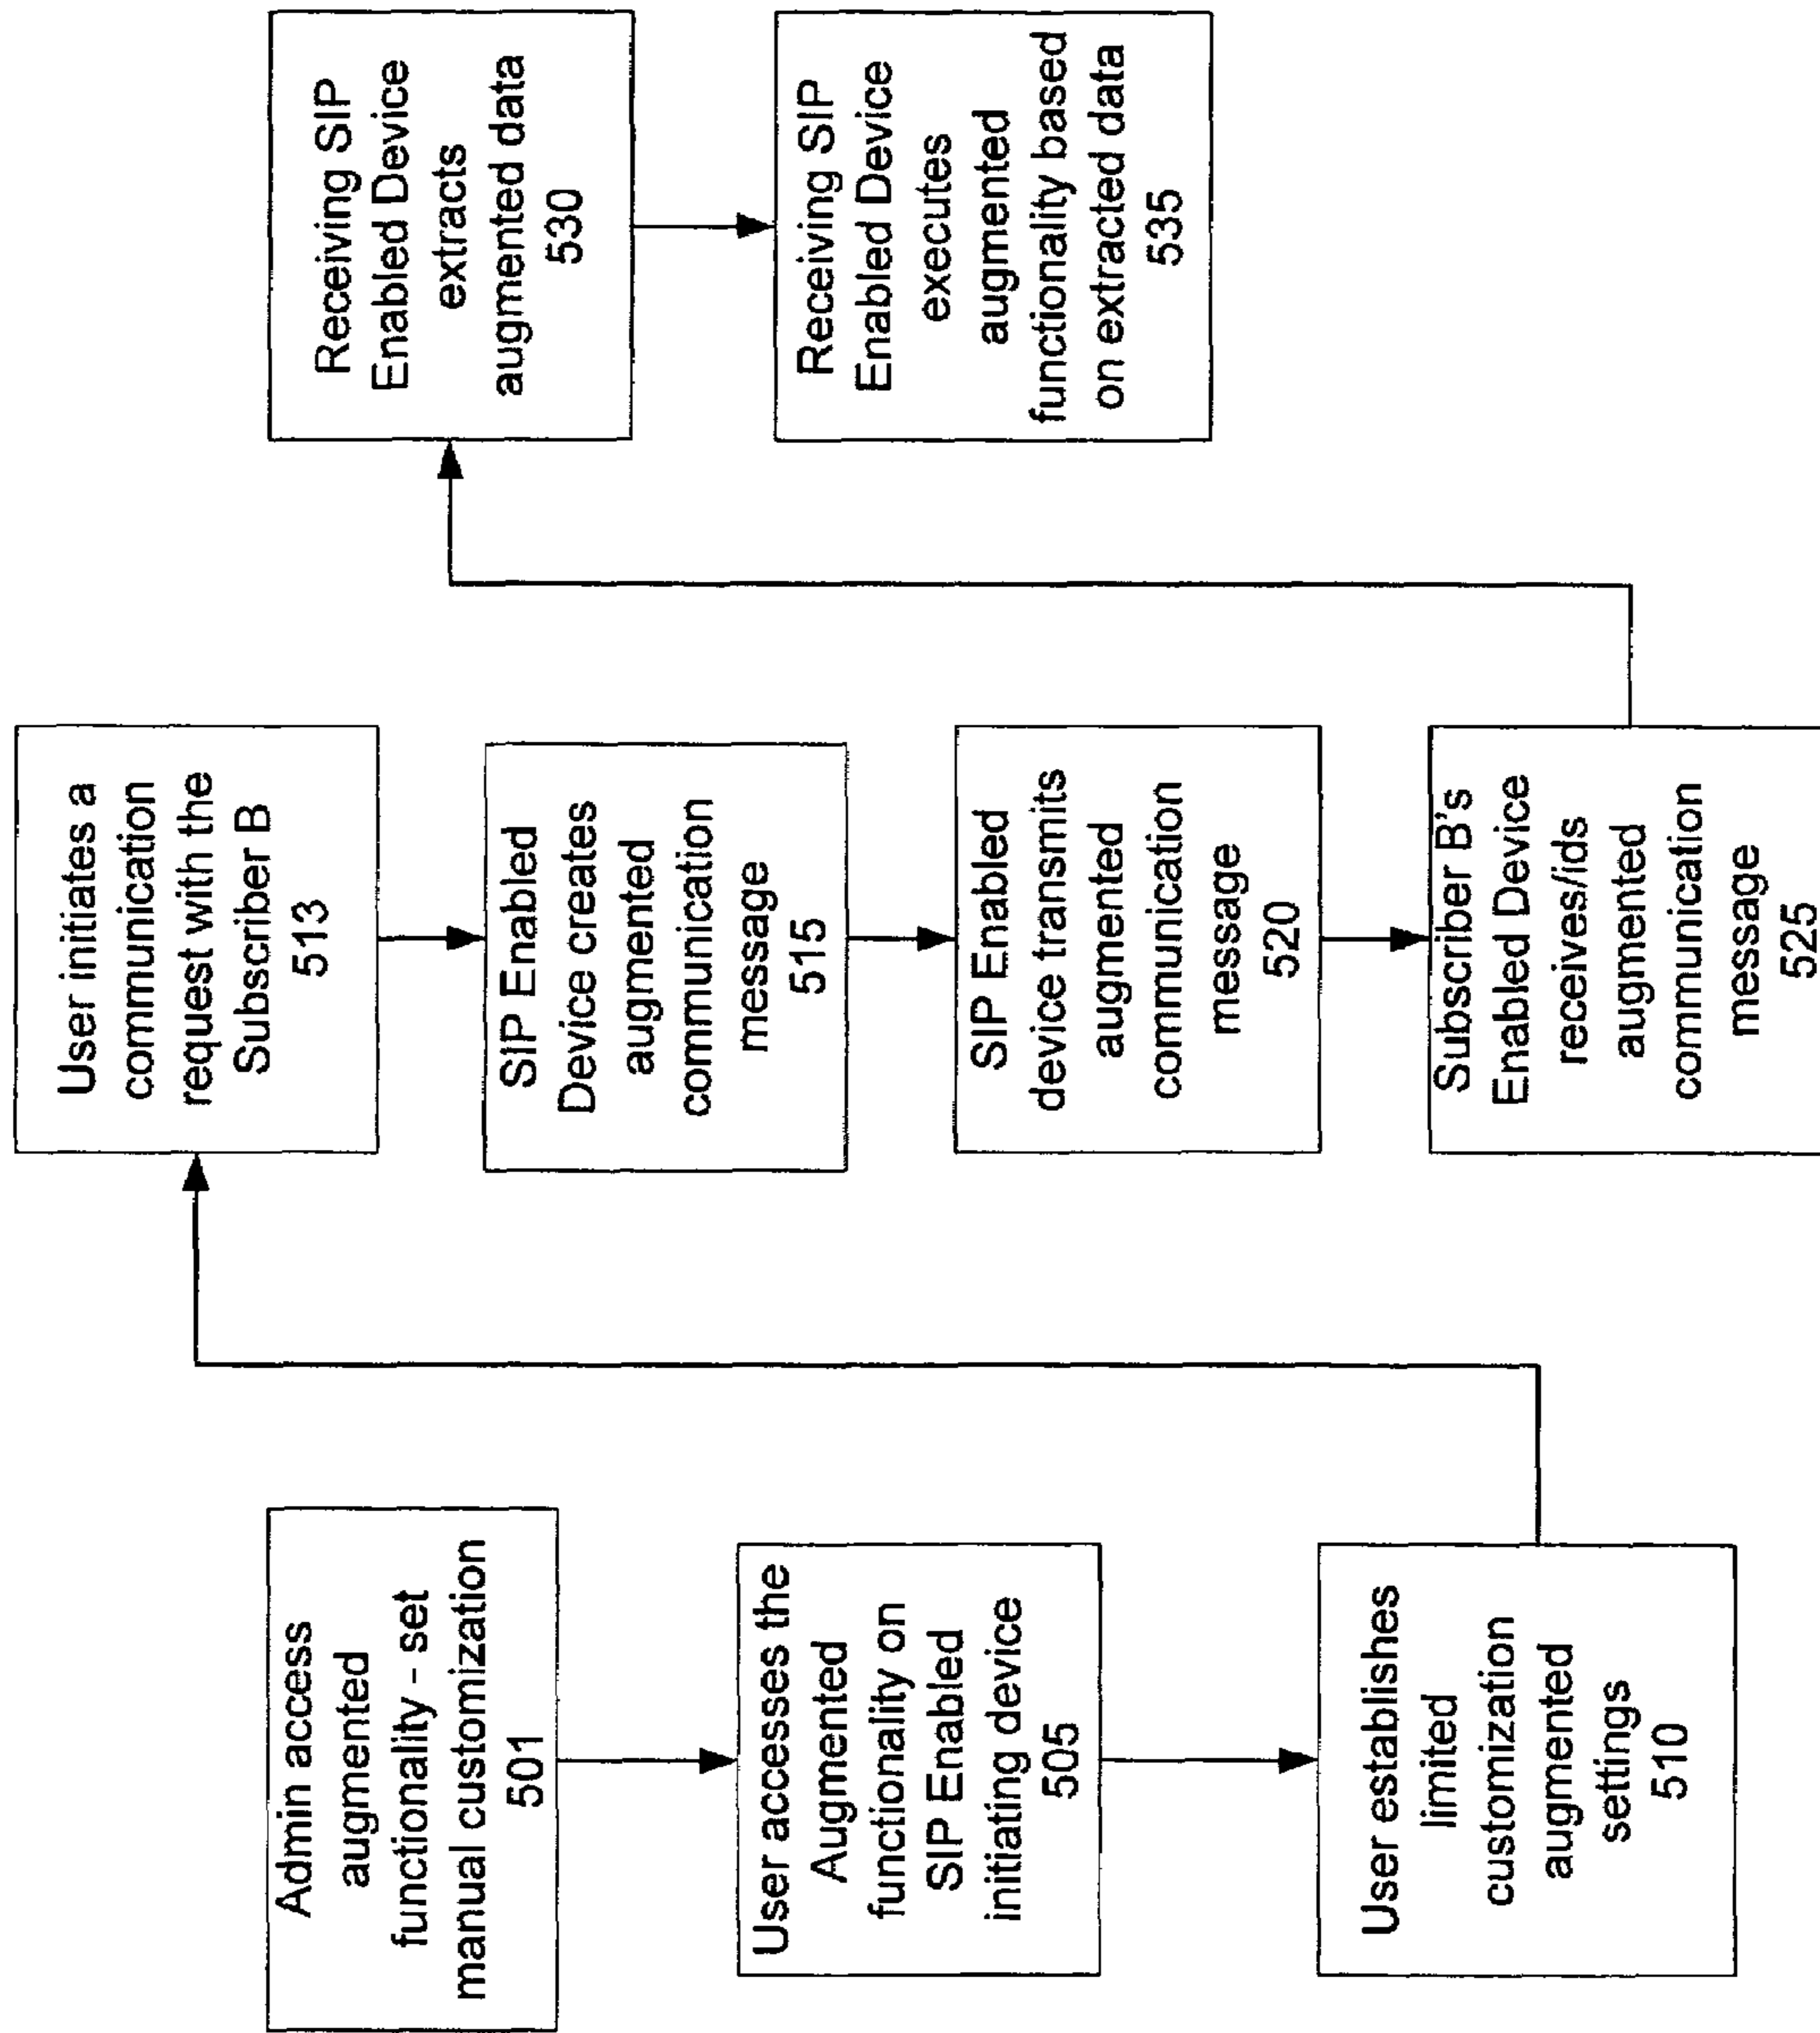 Admin access
augmented
functionality - set
manual customization
501
User accesses the
Augmented
functionality on
SIP Enabled
initiating device
505
User establishes
limited
customization
augmented
settings
510
User initiates a
communication
request with the
Subscriber B
513
SIP Enabled
Device creates
augmented
communication
message
515
SIP Enabled
device transmits
augmented
communication
message
520
Subscriber B's
Enabled Device
receives/ids
augmented
communication
message
525
Receiving SIP
Enabled Device
extracts
augmented data
530
Receiving SIP
Enabled Device
executes
augmented
functionality based
on extracted data
535